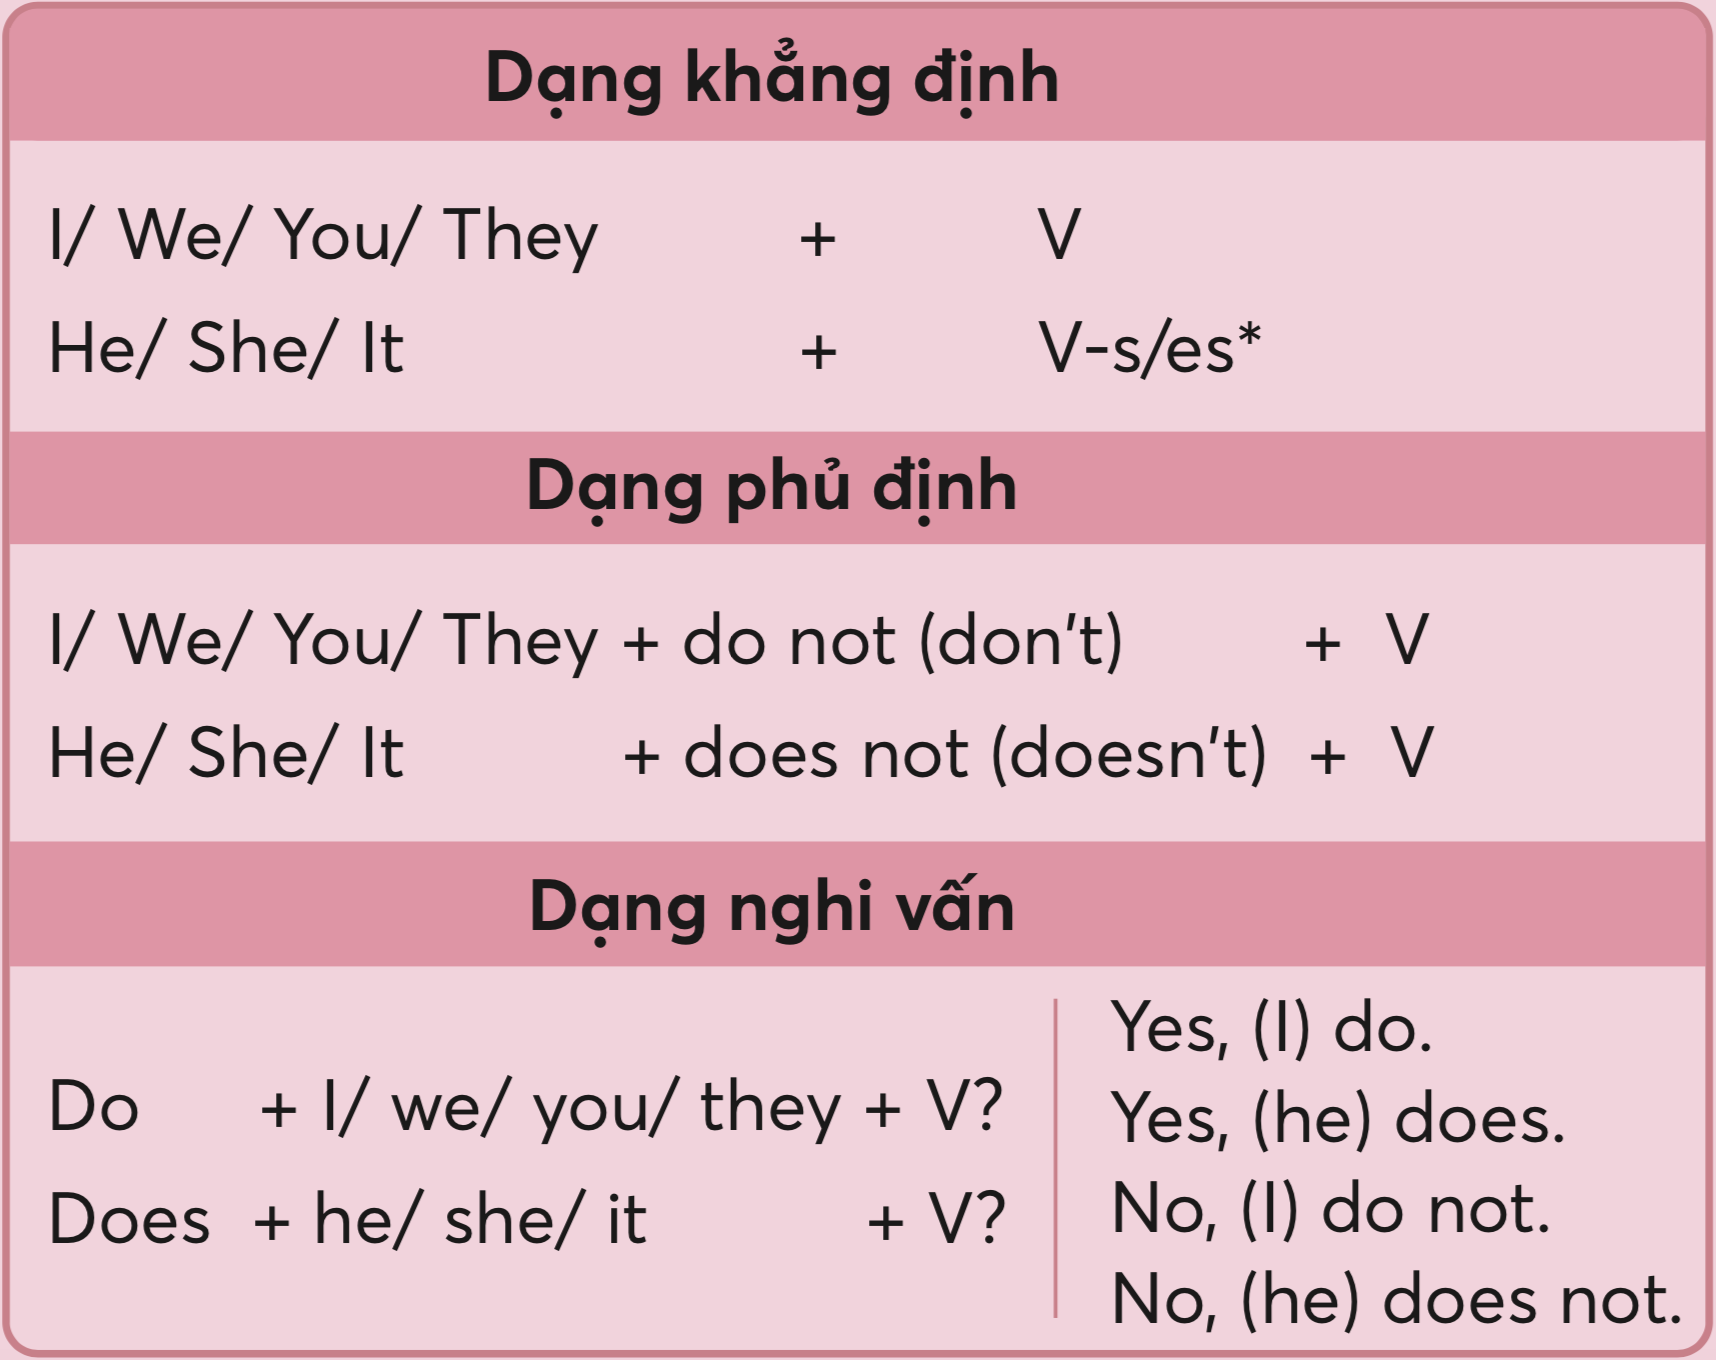 Dạng khẳng định
I/ We/ You/ They + V
He/ She/ It + V-s/es*
Dạng phủ định
I/ We/ You/ They + do not (don't) + V
He/ She/ It + does not (doesn't) + V
Dạng nghi vấn
Do + I/ we/ you/ they + V?
Does + he/ she/ it + V?
Yes, (I) do.
Yes, (he) does.
No, (I) do not.
No, (he) does not.